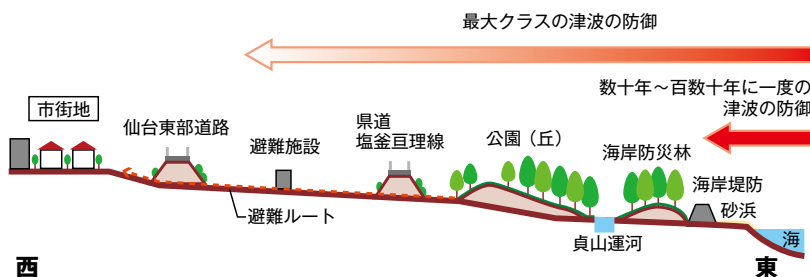 最大クラスの津波の防御
数十年～百数十年に一度の
津波の防御
市街地
仙台東部道路
避難施設
県道
塩釜亘理線
公園（丘）
海岸防災林
海岸堤防
砂浜
避難ルート
貞山運河
海
西
東